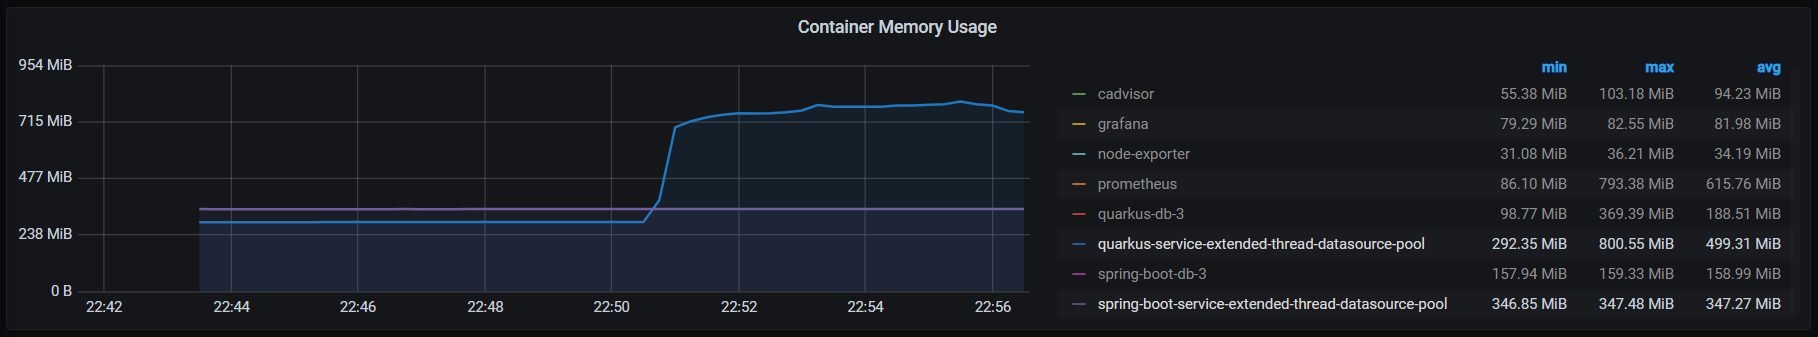 Container Memory Usage
954 MiB
715 MiB
477 MiB
238 MiB
0 B
22:42 22:44 22:46 22:48 22:50 22:52 22:54 22:56
min max avg
cadvisor 55.38 MiB 103.18 MiB 94.23 MiB
grafana 79.29 MiB 82.55 MiB 81.98 MiB
node-exporter 31.08 MiB 36.21 MiB 34.19 MiB
prometheus 86.10 MiB 793.38 MiB 615.76 MiB
quarkus-db-3 98.77 MiB 369.39 MiB 188.51 MiB
quarkus-service-extended-thread-datasource-pool 292.35 MiB 800.55 MiB 499.31 MiB
spring-boot-db-3 157.94 MiB 159.33 MiB 158.99 MiB
spring-boot-service-extended-thread-datasource-pool 346.85 MiB 347.48 MiB 347.27 MiB